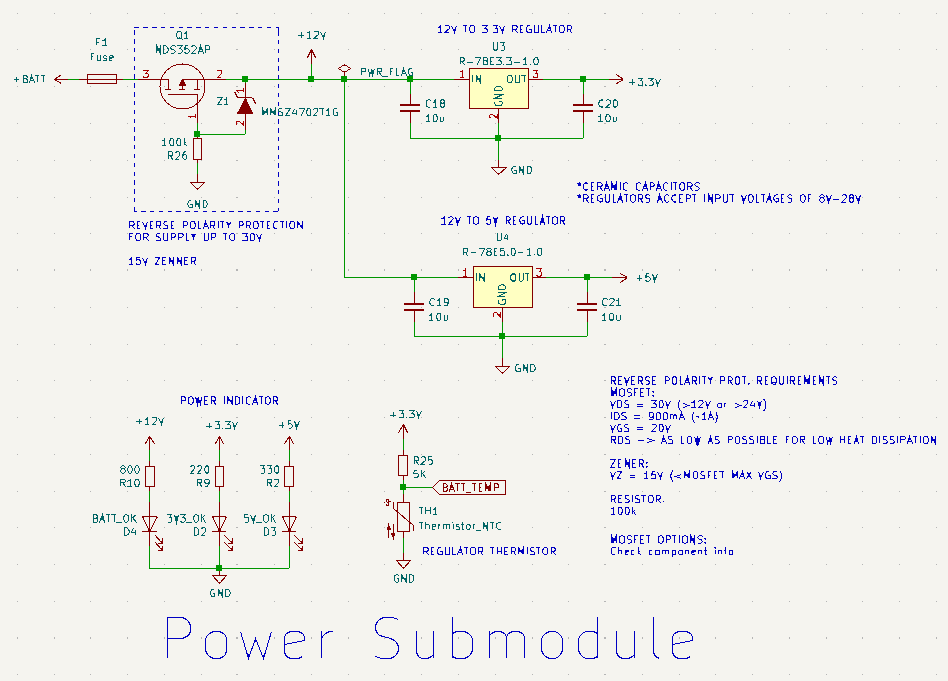 12V TO 3.3V REGULATOR
U3
R-78E3.3-1.0
F1
Fuse
Q1
NDS352AP
+12V
+BATT
3
2
PWR_FLAG
1
IN
OUT
3
+3.3V
GND
2
Z1
1
2
MMSZ4702T1G
1
C18
10u
C20
10u
100k
R26
GND
GND
*CERAMIC CAPACITORS
*REGULATORS ACCEPT INPUT VOLTAGES OF 8V-28V
REVERSE POLARITY PROTECTION
FOR SUPPLY UP TO 30V
15V ZENNER
12V TO 5V REGULATOR
U4
R-78E5.0-1.0
1
IN
OUT
3
+5V
GND
2
C19
10u
C21
10u
GND
REVERSE POLARITY PROT. REQUIREMENTS
MOSFET:
VDS = 30V (>12V or >24V)
IDS = 900mA (~1A)
VGS = 20V
RDS -> AS LOW AS POSSIBLE FOR LOW HEAT DISSIPATION
ZENER:
VZ = 15V (<MOSFET MAX VGS)
RESISTOR:
100k
MOSFET OPTIONS:
Check component info
POWER INDICATOR
+12V
+3.3V
+5V
800
R10
220
R9
330
R2
BATT_OK
D4
3V3_OK
D2
5V_OK
D3
GND
+3.3V
R25
5K
BATT_TEMP
TH1
Thermistor_NTC
REGULATOR THERMISTOR
GND
Power Submodule